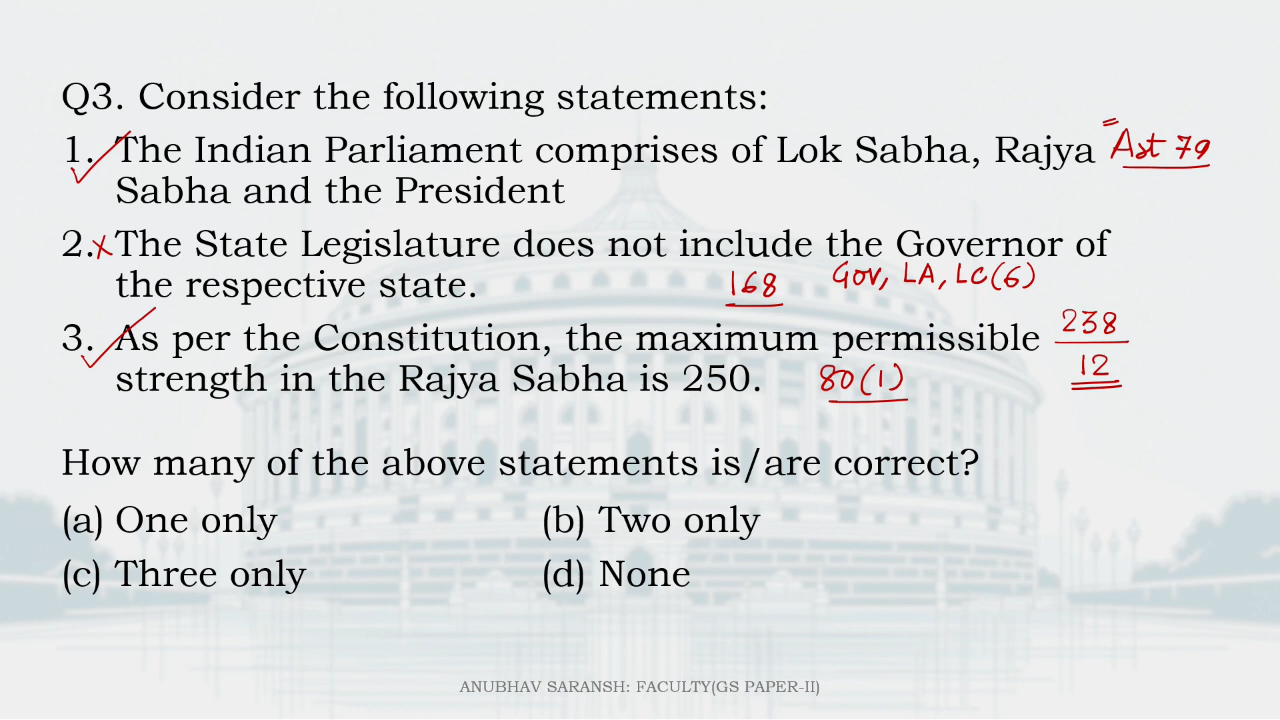 Q3. Consider the following statements:
1. The Indian Parliament comprises of Lok Sabha, Rajya Art 79
Sabha and the President
2. The State Legislature does not include the Governor of
the respective state. 168 Gov, LA, LC(6)
3. As per the Constitution, the maximum permissible 238
strength in the Rajya Sabha is 250. 80(1) 12
How many of the above statements is/are correct?
(a) One only (b) Two only
(c) Three only (d) None
ANUBHAV SARANSH: FACULTY(GS PAPER-II)